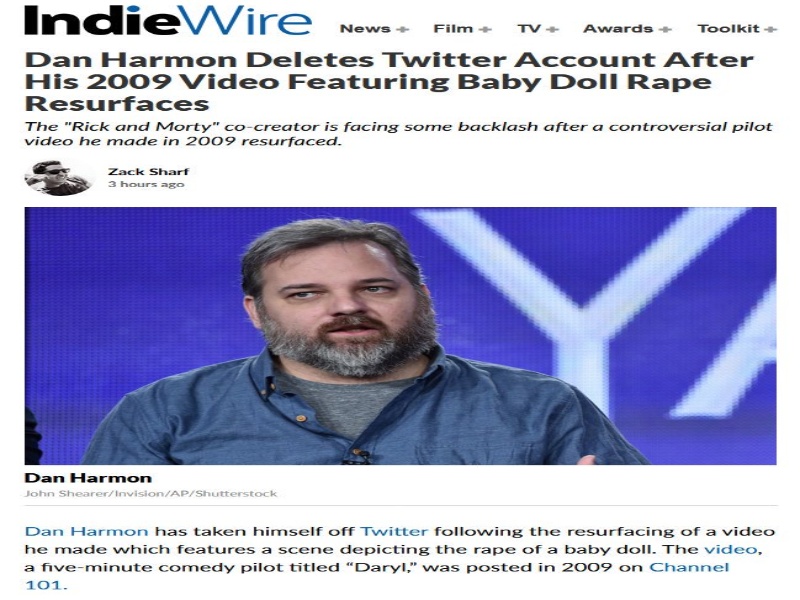 IndieWire
News + Film + TV + Awards + Toolkit +
Dan Harmon Deletes Twitter Account After
His 2009 Video Featuring Baby Doll Rape
Resurfaces
The "Rick and Morty" co-creator is facing some backlash after a controversial pilot
video he made in 2009 resurfaced.
Zack Sharf
3 hours ago
YA
Dan Harmon
John Shearer/Invision/AP/Shutterstock
Dan Harmon has taken himself off Twitter following the resurfacing of a video
he made which features a scene depicting the rape of a baby doll. The video,
a five-minute comedy pilot titled “Daryl,” was posted in 2009 on Channel
101.